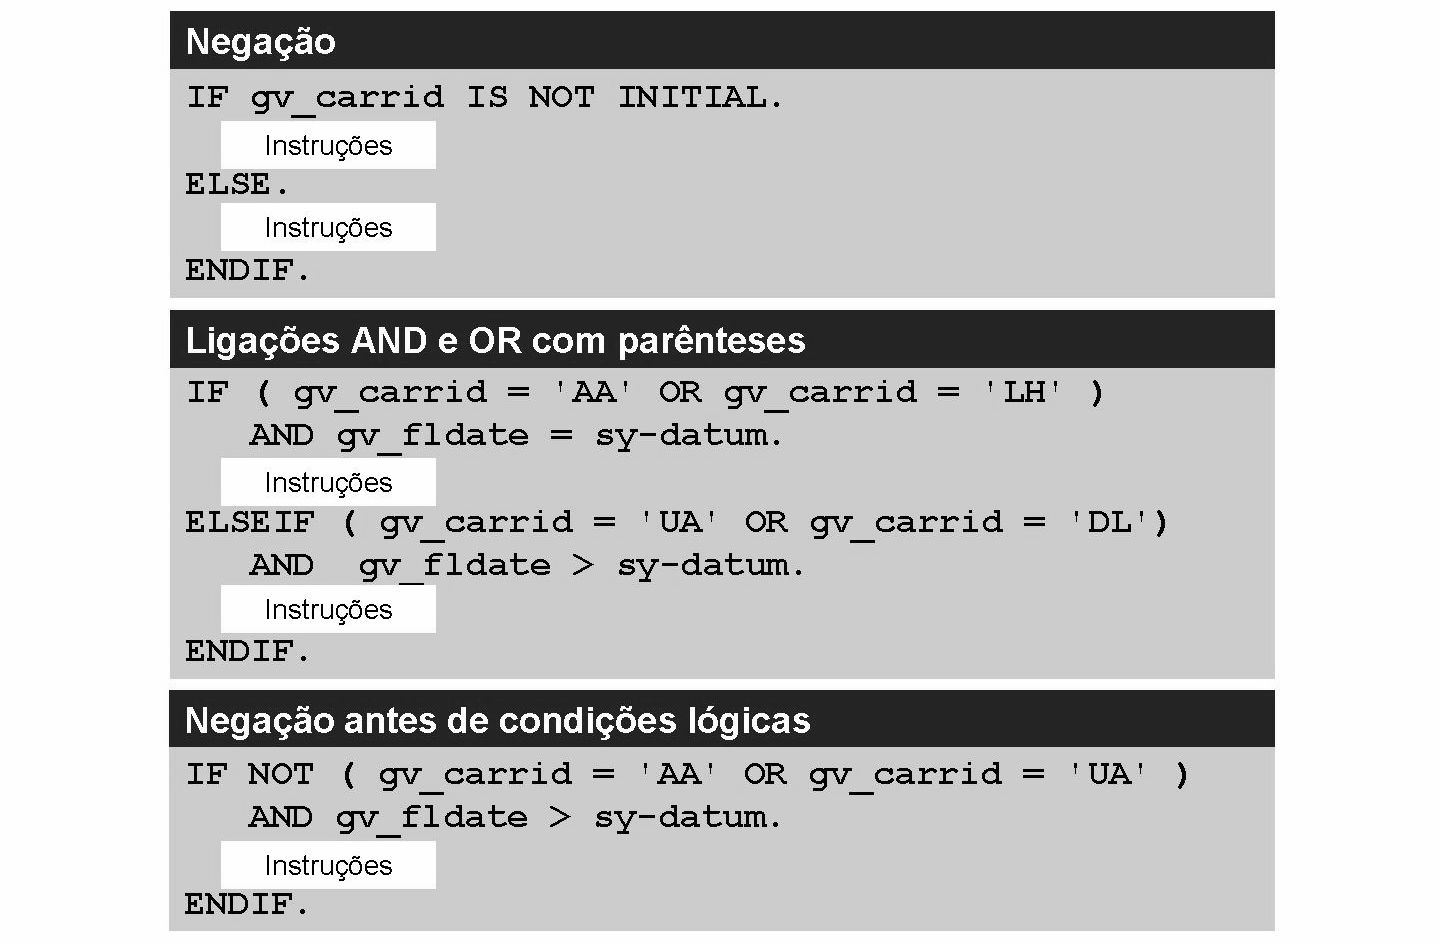 Negação
IF gv_carrid IS NOT INITIAL.
Instruções
ELSE.
Instruções
ENDIF.
Ligações AND e OR com parênteses
IF ( gv_carrid = 'AA' OR gv_carrid = 'LH' )
AND gv_fldate = sy-datum.
Instruções
ELSEIF ( gv_carrid = 'UA' OR gv_carrid = 'DL')
AND gv_fldate > sy-datum.
Instruções
ENDIF.
Negação antes de condições lógicas
IF NOT ( gv_carrid = 'AA' OR gv_carrid = 'UA' )
AND gv_fldate > sy-datum.
Instruções
ENDIF.